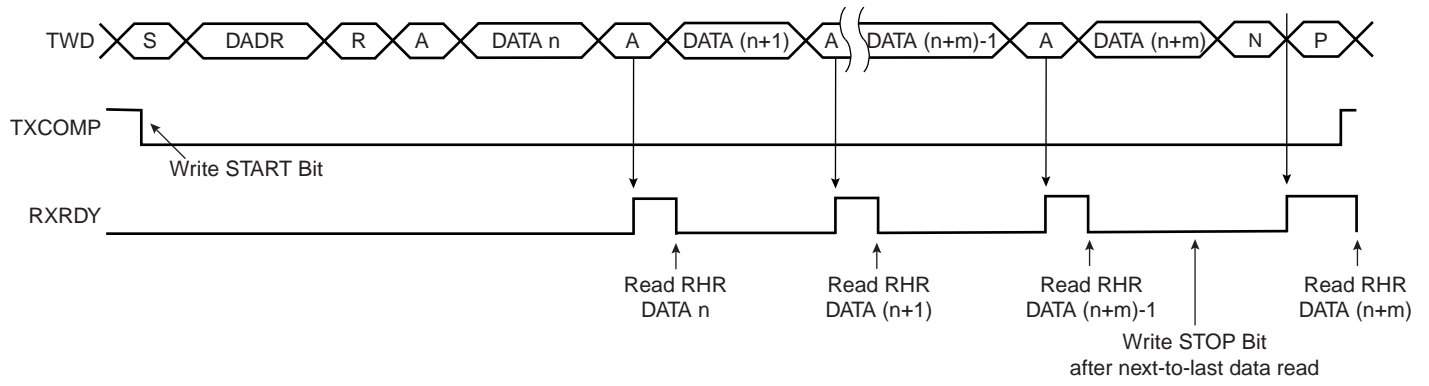 TWD S DADR R A DATA n A DATA (n+1) A DATA (n+m)-1 A DATA (n+m) N P
TXCOMP
Write START Bit
RXRDY
Read RHR
DATA n
Read RHR
DATA (n+1)
Read RHR
DATA (n+m)-1
Read RHR
DATA (n+m)
Write STOP Bit
after next-to-last data read